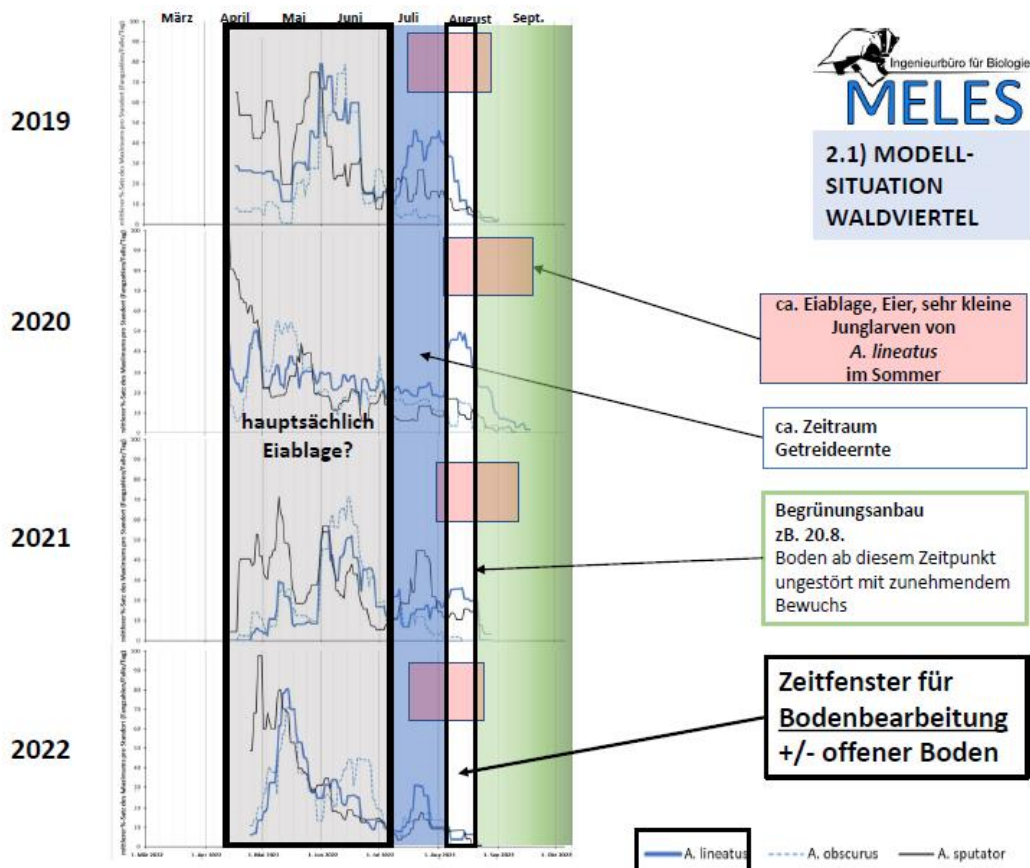 März April Mai Juni Juli August Sept.
Ingenieurbüro für Biologie
MELES
2.1) MODELL-
SITUATION
WALDVIERTEL
2019
2020
2021
2022
hauptsächlich
Eiablage?
ca. Eiablage, Eier, sehr kleine
Junglarven von
A. lineatus
im Sommer
ca. Zeitraum
Getreideernte
Begrünungsanbau
zB. 20.8.
Boden ab diesem Zeitpunkt
ungestört mit zunehmendem
Bewuchs
Zeitfenster für
Bodenbearbeitung
+/- offener Boden
A. lineatus A. obscurus A. sputator